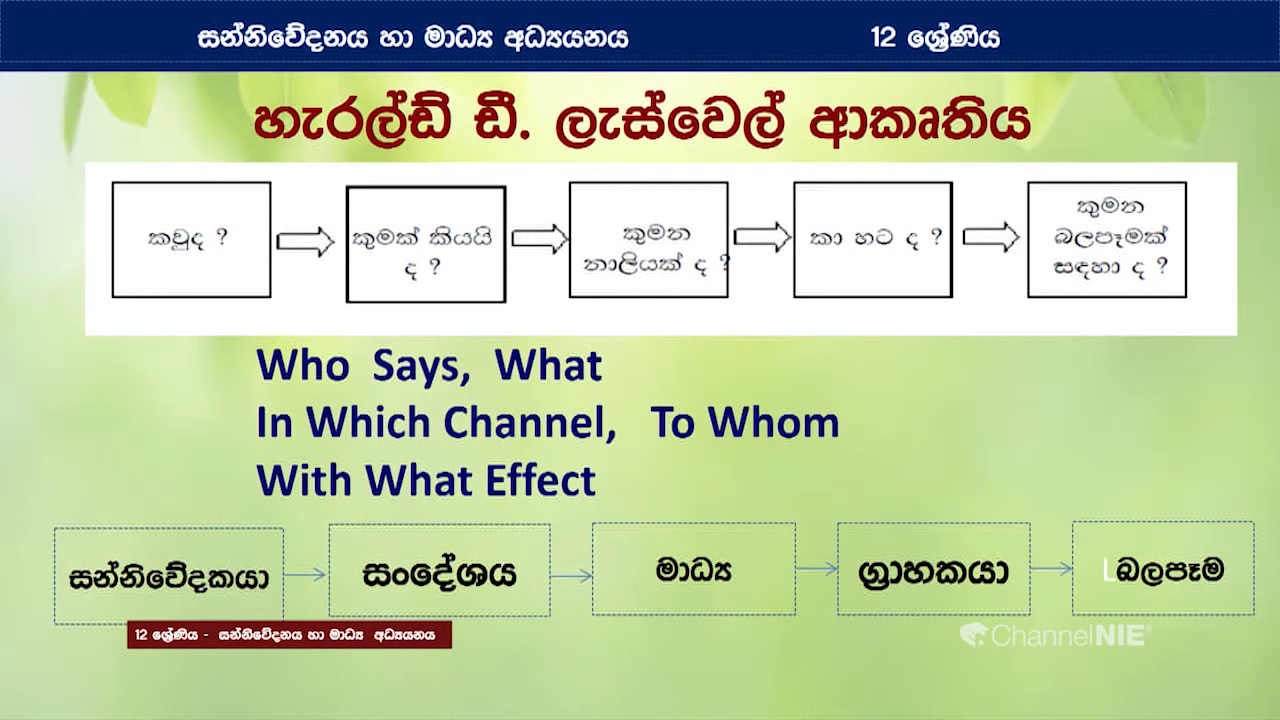 සන්නිවේදනය හා මාධ්‍ය අධ්‍යයනය 12 ශ්‍රේණිය
හැරල්ඩ් ඩී. ලැස්වෙල් ආකෘතිය
කවුද ?
කුමක් කියයි
ද ?
කුමන
නාලියක් ද ?
කා හට ද ?
කුමන
බලපෑමක්
සඳහා ද ?
Who Says, What
In Which Channel, To Whom
With What Effect
සන්නිවේදකයා
සංදේශය
මාධ්‍ය
ග්‍රාහකයා
බලපෑම
12 ශ්‍රේණිය - සන්නිවේදනය හා මාධ්‍ය අධ්‍යයනය
ChannelNIE